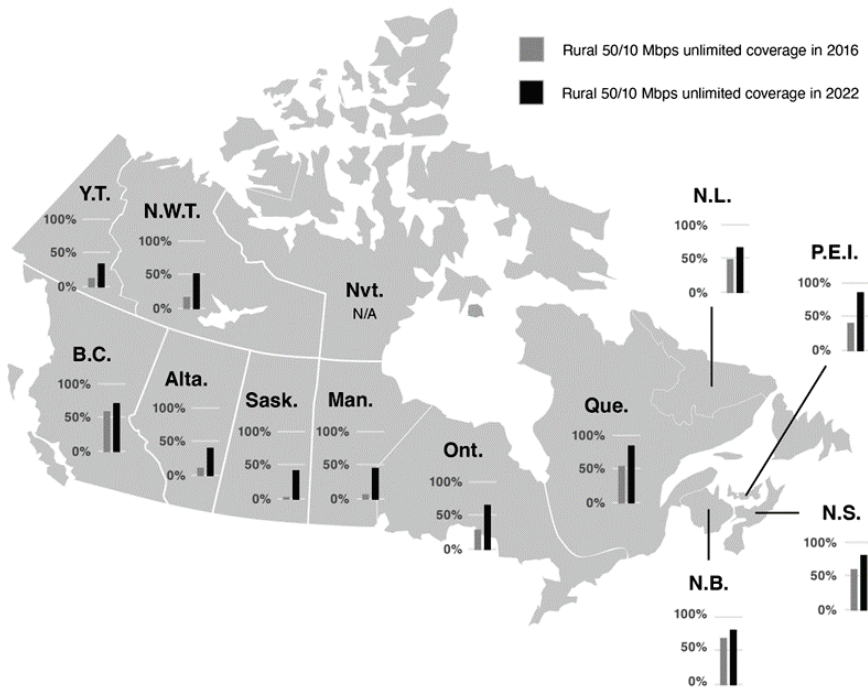 Rural 50/10 Mbps unlimited coverage in 2016
Rural 50/10 Mbps unlimited coverage in 2022
Y.T.
100%
50%
0%
N.W.T.
100%
50%
0%
Nvt.
N/A
N.L.
100%
50%
0%
P.E.I.
100%
50%
0%
B.C.
100%
50%
0%
Alta.
100%
50%
0%
Sask.
100%
50%
0%
Man.
100%
50%
0%
Ont.
100%
50%
0%
Que.
100%
50%
0%
N.S.
100%
50%
0%
N.B.
100%
50%
0%